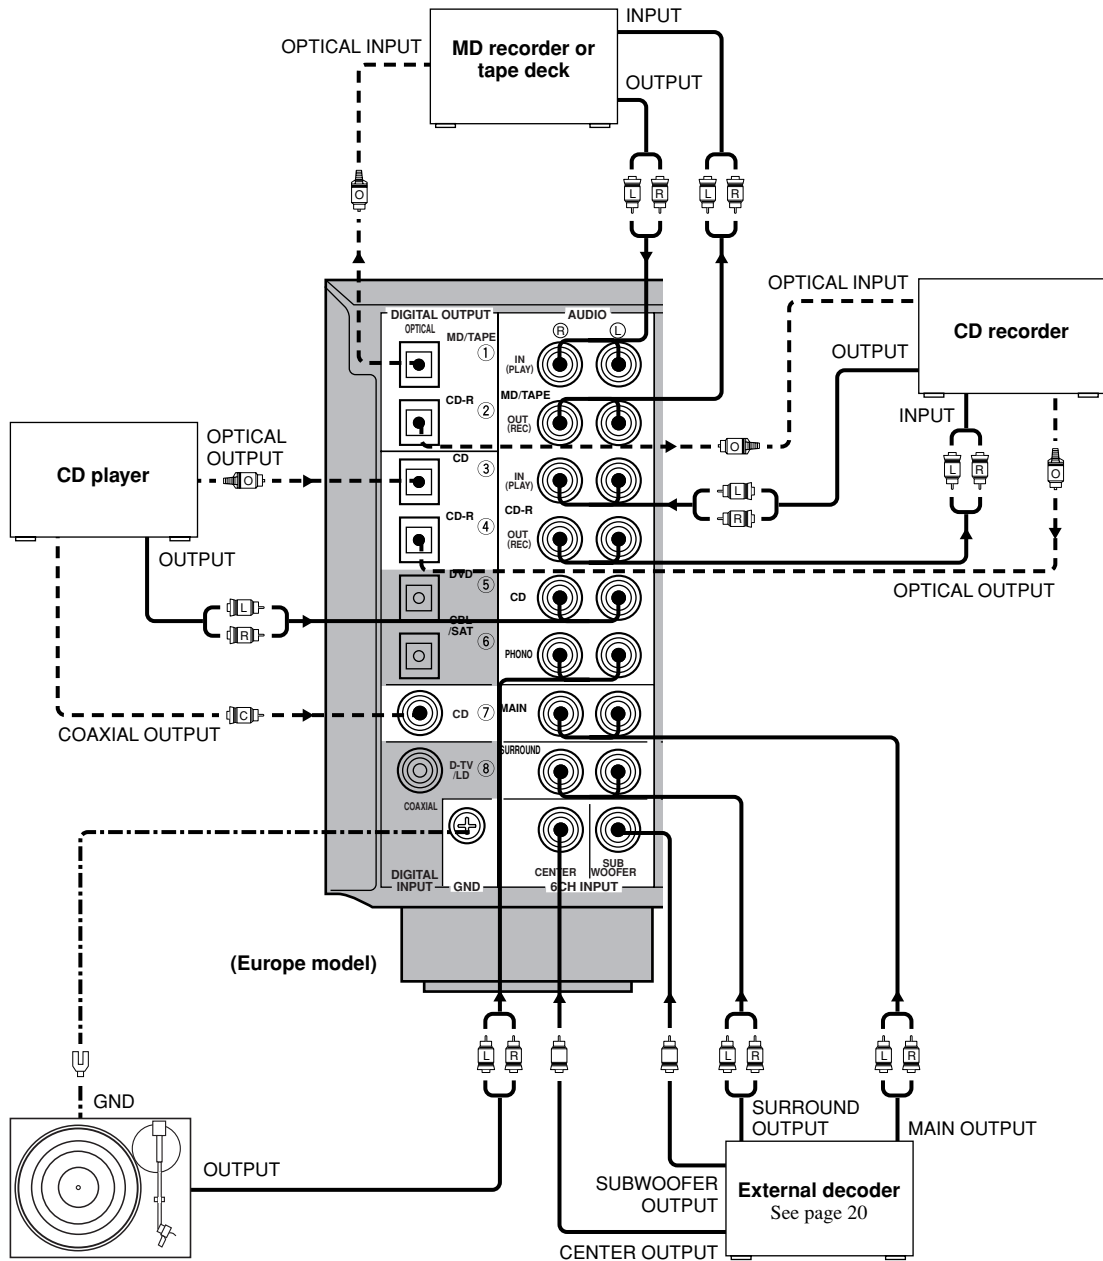 INPUT
OPTICAL INPUT
MD recorder or
tape deck
OUTPUT
L R L R
O
OPTICAL INPUT
CD recorder
OUTPUT
INPUT
L R
O
O
L
R
OPTICAL OUTPUT
DIGITAL OUTPUT
OPTICAL
MD/TAPE
1
CD-R
2
CD
3
CD-R
4
DVD
5
CBL
/SAT
6
CD
7
D-TV
/LD
8
COAXIAL
DIGITAL
INPUT
GND
AUDIO
R L
IN
(PLAY)
MD/TAPE
OUT
(REC)
IN
(PLAY)
CD-R
OUT
(REC)
CD
PHONO
MAIN
SURROUND
CENTER
SUB
WOOFER
6CH INPUT
CD player
OPTICAL
OUTPUT
O
OUTPUT
L
R
C
COAXIAL OUTPUT
(Europe model)
GND
OUTPUT
L R
L R
L R
SURROUND
OUTPUT
MAIN OUTPUT
SUBWOOFER
OUTPUT
External decoder
See page 20
CENTER OUTPUT